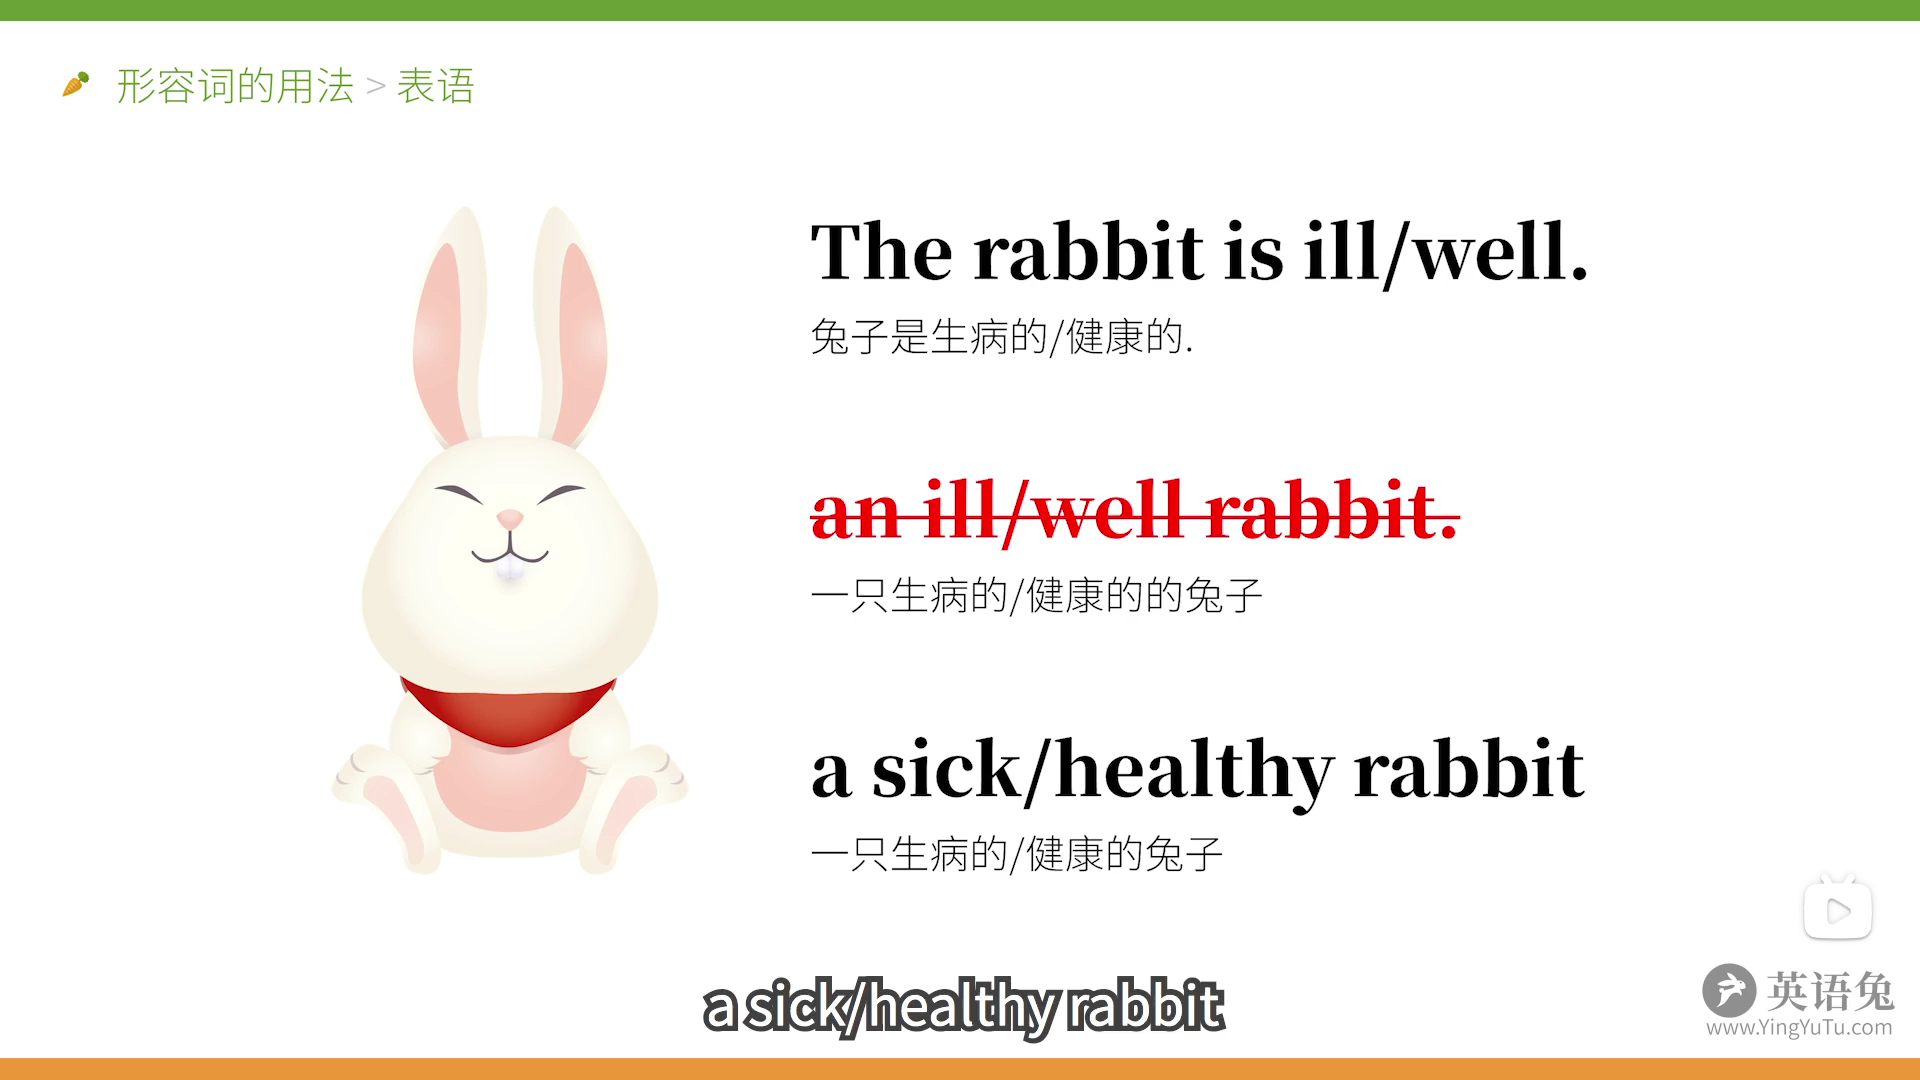 形容词的用法 > 表语
The rabbit is ill/well.
兔子是生病的/健康的.
an ill/well rabbit.
一只生病的/健康的的兔子
a sick/healthy rabbit
一只生病的/健康的兔子
a sick/healthy rabbit
英语兔
www.YingYuTu.com